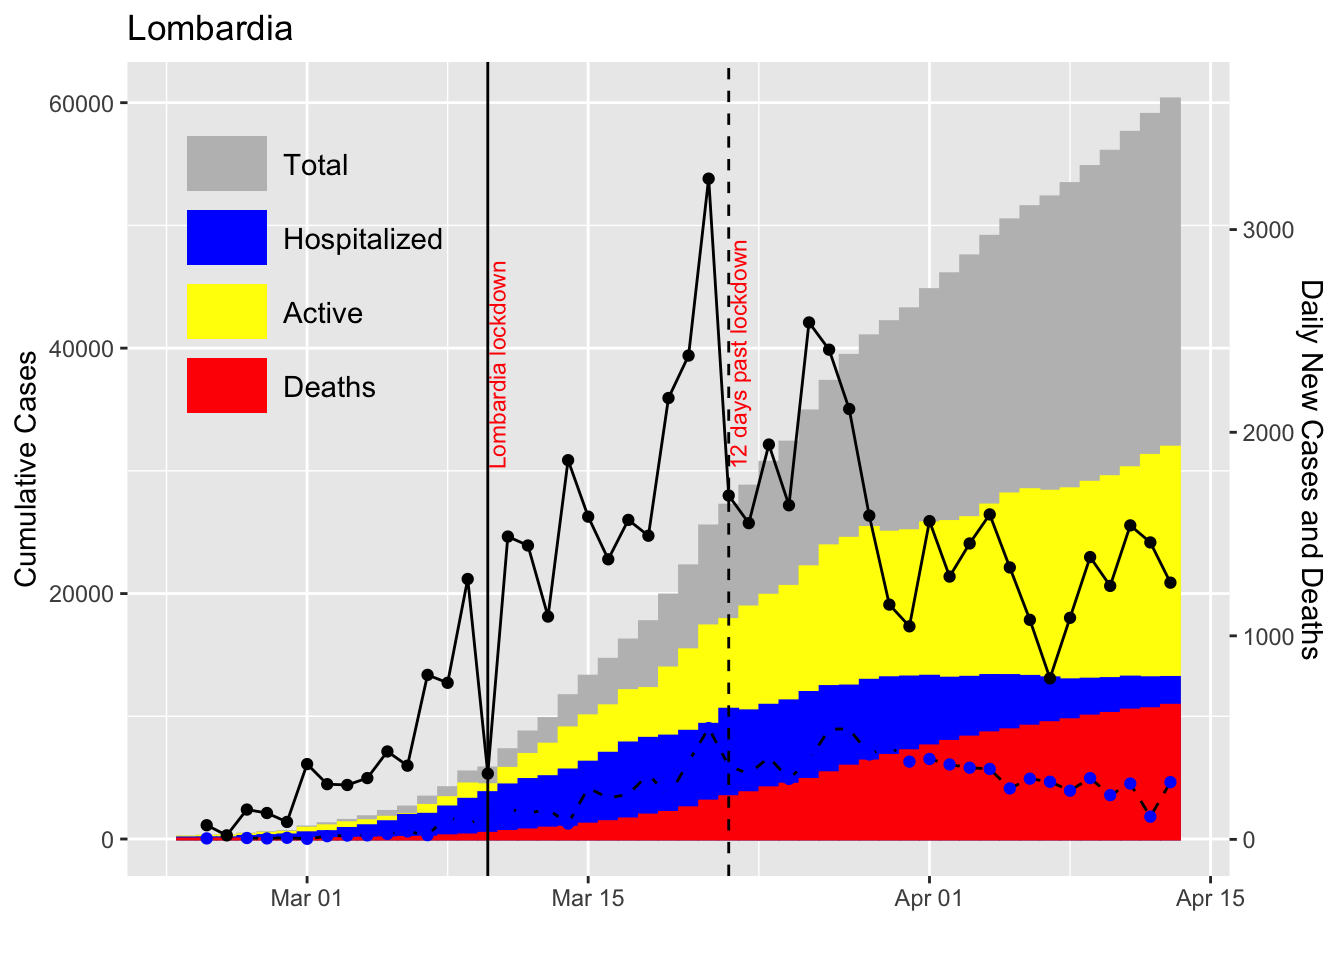 Lombardia
60000
40000
20000
0
Cumulative Cases
Total
Hospitalized
Active
Deaths
Lombardia lockdown
12 days past lockdown
3000
2000
1000
0
Daily New Cases and Deaths
Mar 01
Mar 15
Apr 01
Apr 15